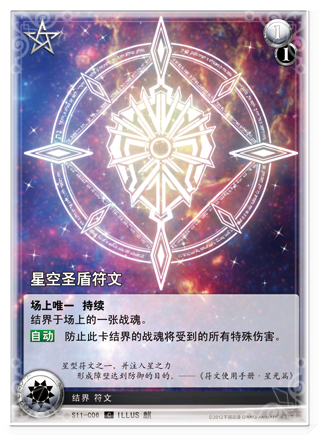 1
1
星空圣盾符文
场上唯一 持续
结界于场上的一张战魂。
自动 防止此卡结界的战魂将受到的所有特殊伤害。
星型符文之一，并注入星之力
形成障壁达到防御的目的。——《符文使用手册·星光篇》
结界 符文
S11-006 C ILLUS 麒